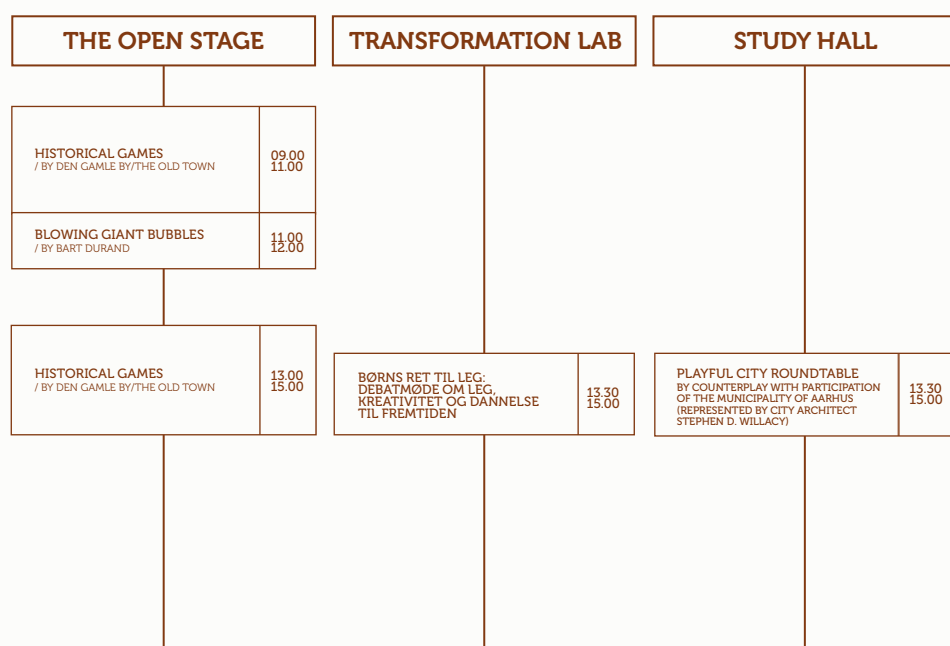 THE OPEN STAGE
HISTORICAL GAMES
/ BY DEN GAMLE BY/THE OLD TOWN
09.00
11.00
BLOWING GIANT BUBBLES
/ BY BART DURAND
11.00
12.00
HISTORICAL GAMES
/ BY DEN GAMLE BY/THE OLD TOWN
13.00
15.00
TRANSFORMATION LAB
BØRNS RET TIL LEG:
DEBATMØDE OM LEG,
KREATIVITET OG DANNELSE
TIL FREMTIDEN
13.30
15.00
STUDY HALL
PLAYFUL CITY ROUNDTABLE
BY COUNTERPLAY WITH PARTICIPATION
OF THE MUNICIPALITY OF AARHUS
(REPRESENTED BY CITY ARCHITECT
STEPHEN D. WILLACY)
13.30
15.00